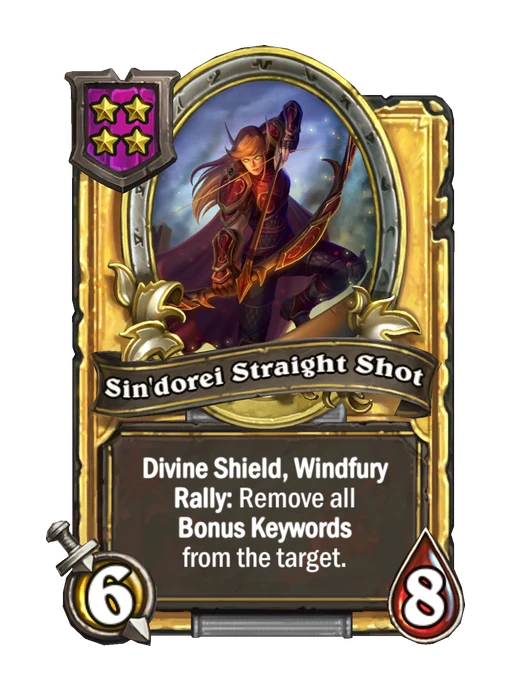 Sin'dorei Straight Shot
Divine Shield, Windfury
Rally: Remove all
Bonus Keywords
from the target.
6
8